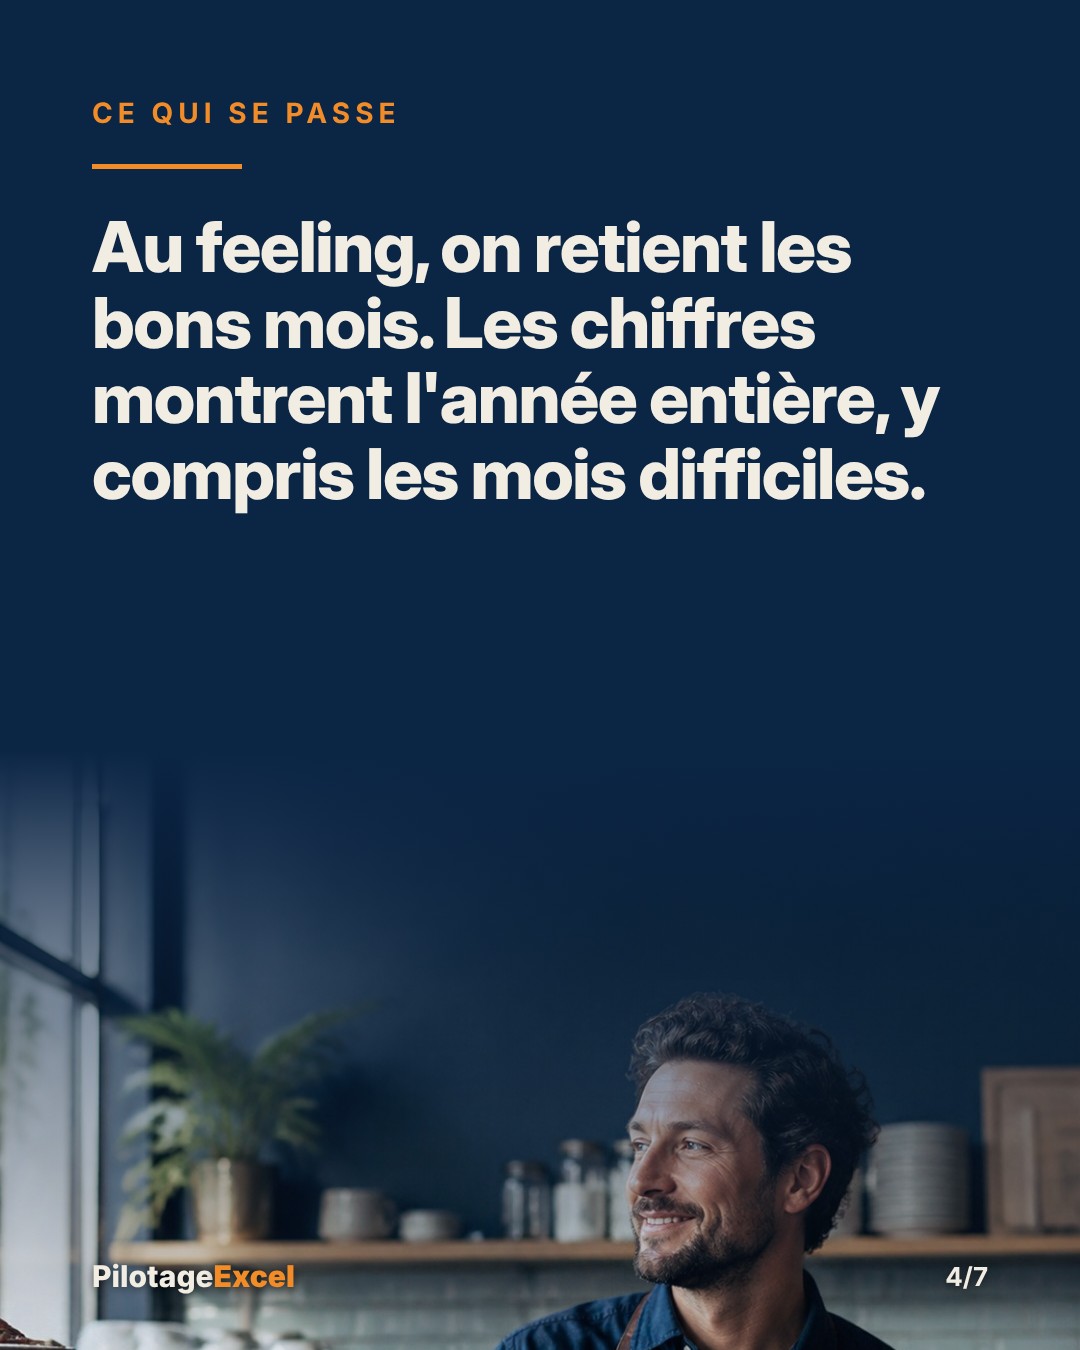 CE QUI SE PASSE
Au feeling, on retient les
bons mois. Les chiffres
montrent l'année entière, y
compris les mois difficiles.
PilotageExcel
4/7